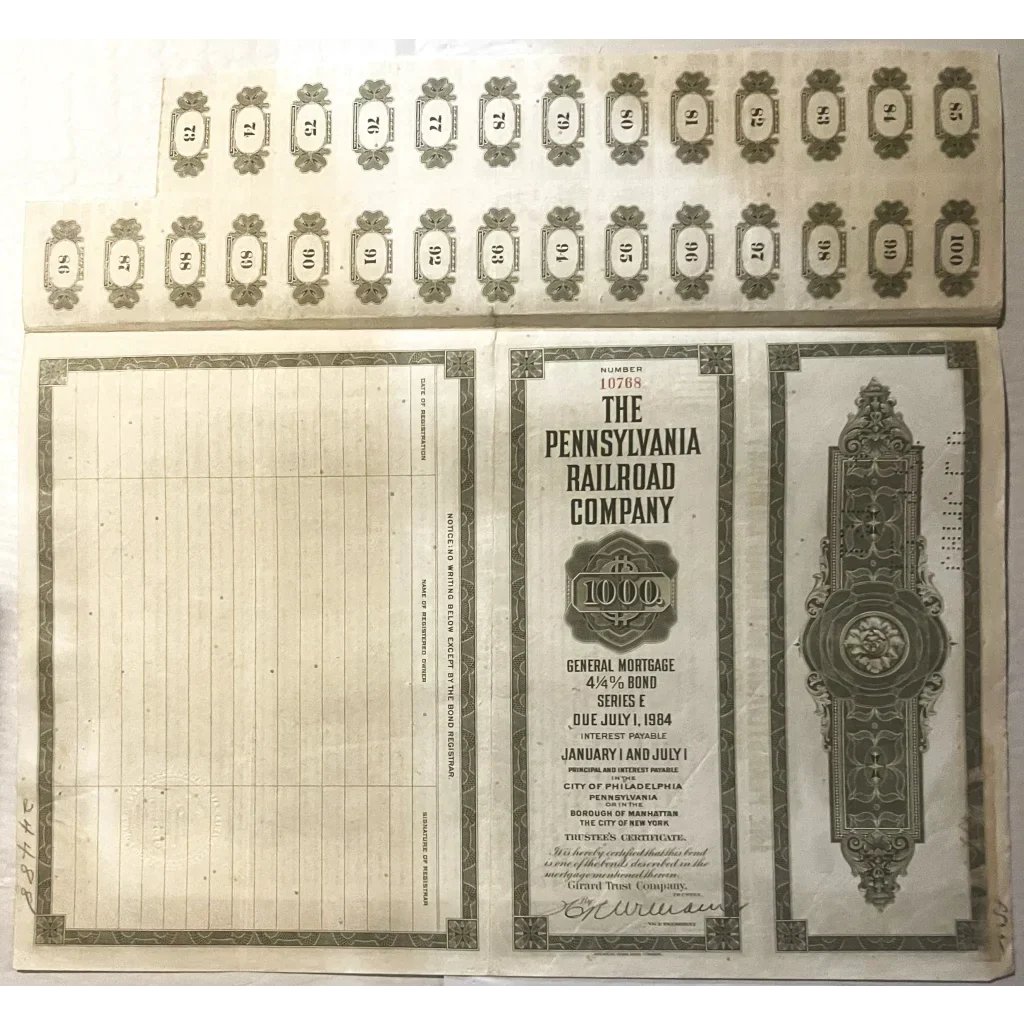 73 74 75 76 77 78 79 80 81 82 83 84 85
86 87 88 89 90 91 92 93 94 95 96 97 98 99 100
DATE OF REGISTRATION
NAME OF REGISTERED OWNER
SIGNATURE OF REGISTRAR
NOTICE: NO WRITING BELOW EXCEPT BY THE BOND REGISTRAR.
24488
NUMBER
10768
THE
PENNSYLVANIA
RAILROAD
COMPANY
$
1000.
$
GENERAL MORTGAGE
4¼% BOND
SERIES E
DUE JULY 1, 1984
INTEREST PAYABLE
JANUARY 1 AND JULY 1
PRINCIPAL AND INTEREST PAYABLE
IN THE
CITY OF PHILADELPHIA
PENNSYLVANIA
OR IN THE
BOROUGH OF MANHATTAN
THE CITY OF NEW YORK
TRUSTEE'S CERTIFICATE.
It is hereby certified that this bond
is one of the bonds described in the
mortgage mentioned therein.
Girard Trust Company,
TRUSTEE.
By
VICE PRESIDENT